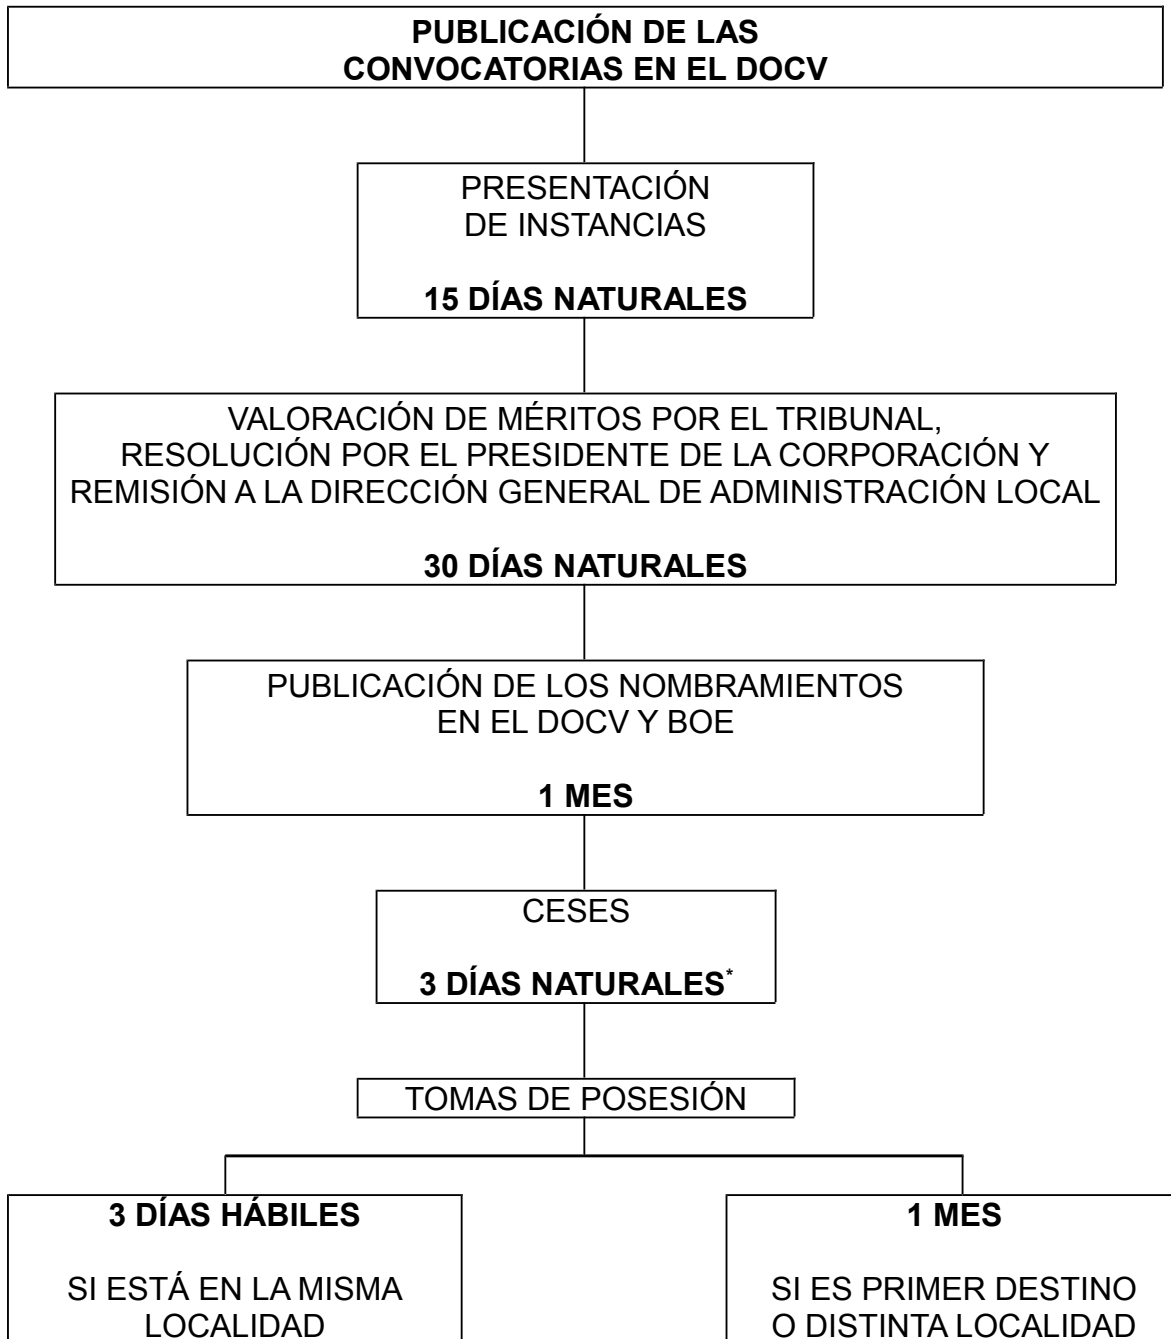 PUBLICACIÓN DE LAS
CONVOCATORIAS EN EL DOCV
PRESENTACIÓN
DE INSTANCIAS
15 DÍAS NATURALES
VALORACIÓN DE MÉRITOS POR EL TRIBUNAL,
RESOLUCIÓN POR EL PRESIDENTE DE LA CORPORACIÓN Y
REMISIÓN A LA DIRECCIÓN GENERAL DE ADMINISTRACIÓN LOCAL
30 DÍAS NATURALES
PUBLICACIÓN DE LOS NOMBRAMIENTOS
EN EL DOCV Y BOE
1 MES
CESES
3 DÍAS NATURALES*
TOMAS DE POSESIÓN
3 DÍAS HÁBILES
SI ESTÁ EN LA MISMA
LOCALIDAD
1 MES
SI ES PRIMER DESTINO
O DISTINTA LOCALIDAD